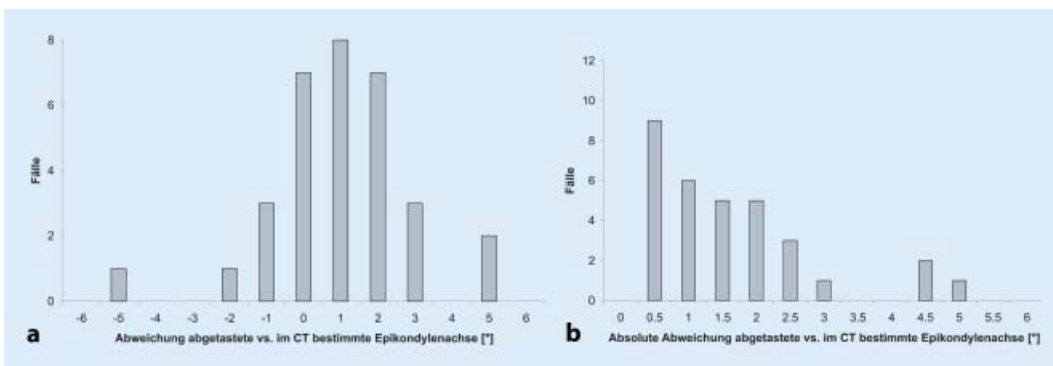 8
6
4
2
0
Fälle
-6 -5 -4 -3 -2 -1 0 1 2 3 4 5 6
a Abweichung abgetastete vs. im CT bestimmte Epikondylenachse [°]
12
10
8
6
4
2
0
Fälle
0 0.5 1 1.5 2 2.5 3 3.5 4 4.5 5 5.5 6
b Absolute Abweichung abgetastete vs. im CT bestimmte Epikondylenachse [°]